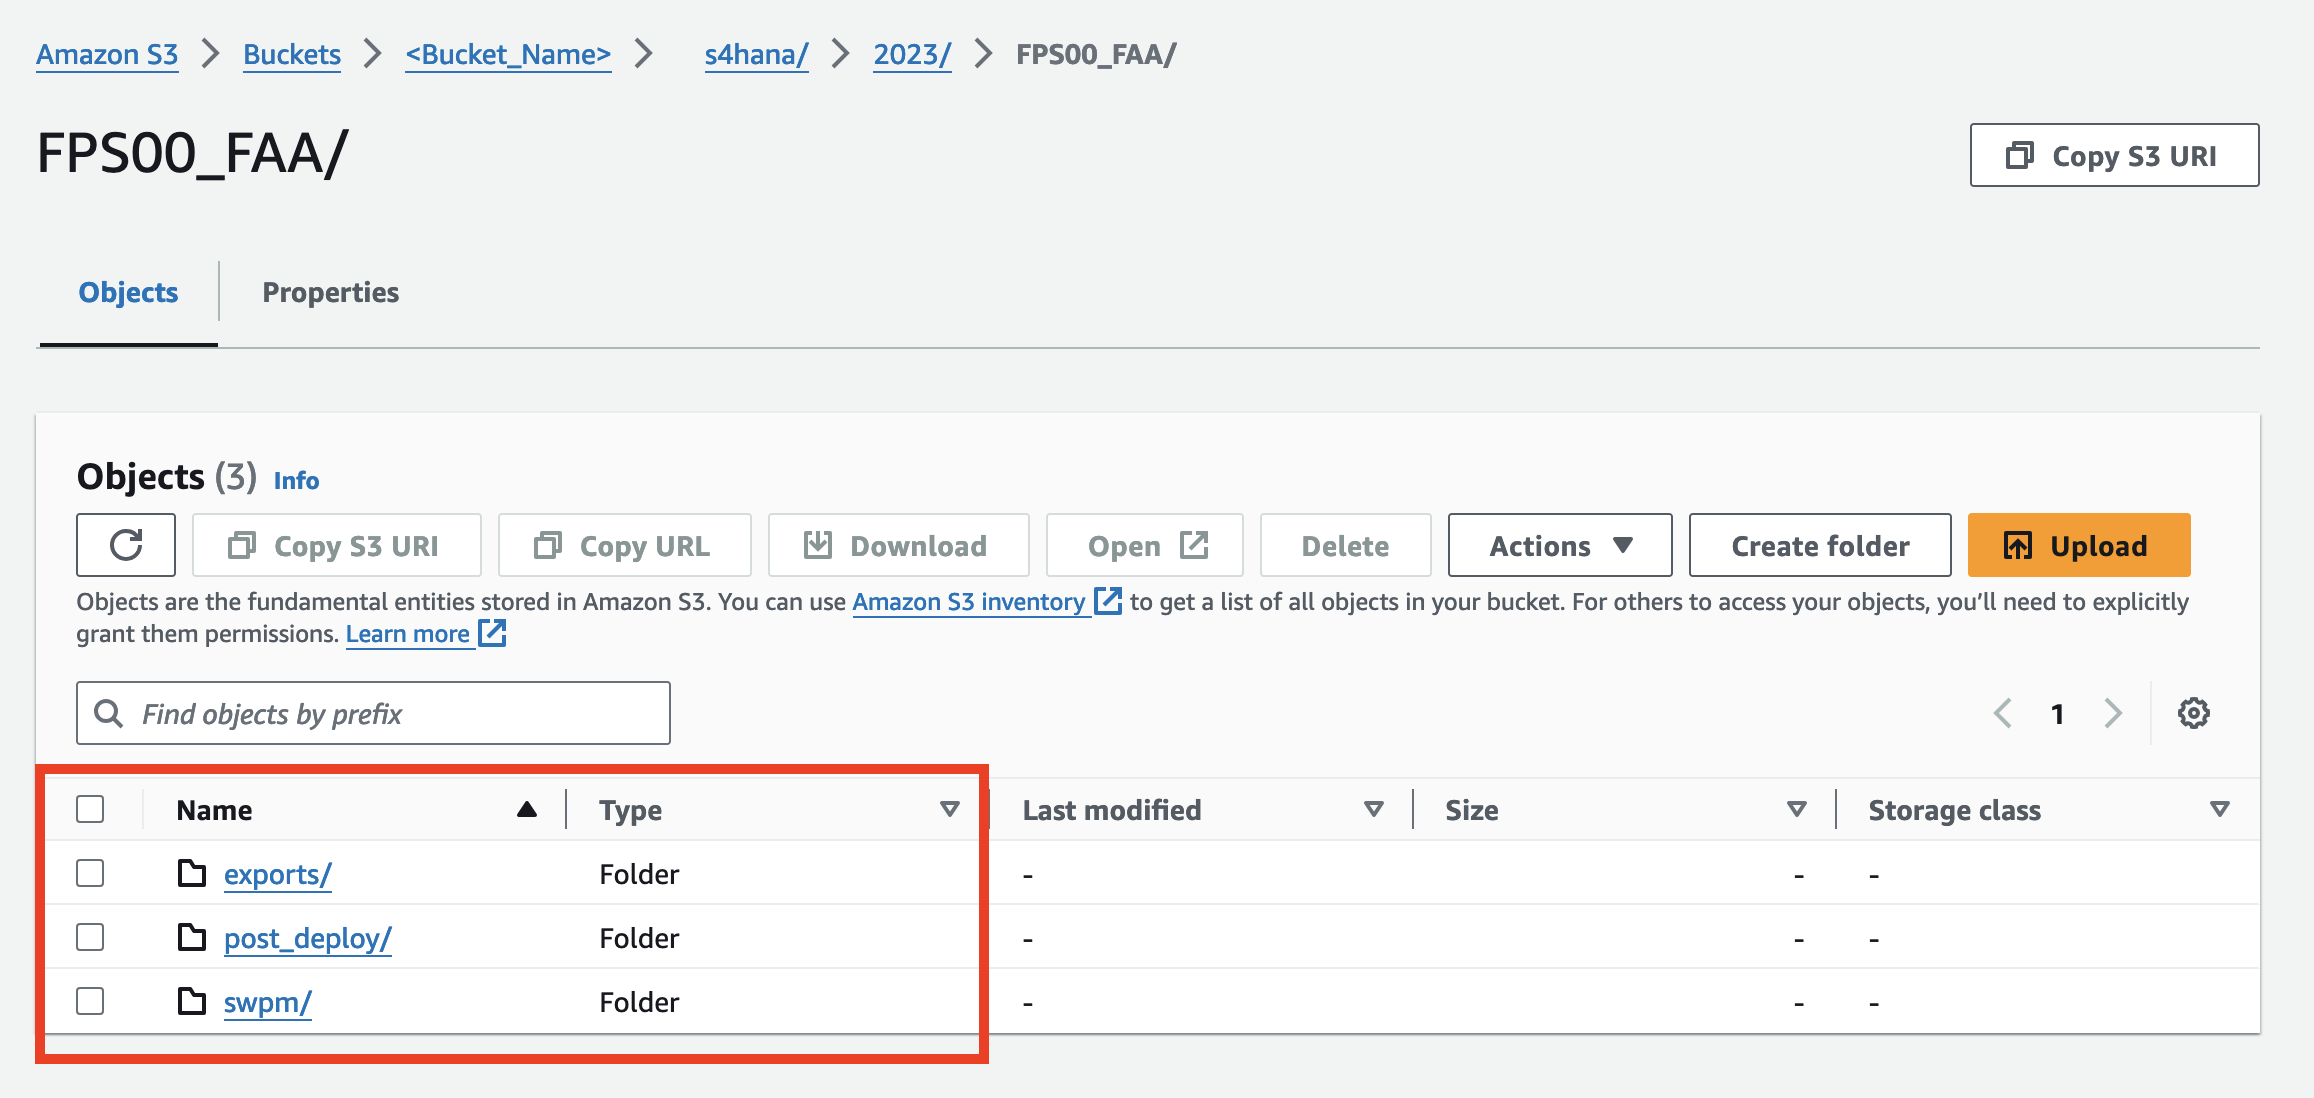 Amazon S3 > Buckets > <Bucket_Name> > s4hana/ > 2023/ > FPS00_FAA/
FPS00_FAA/
Copy S3 URI
Objects Properties
Objects (3) Info
Copy S3 URI Copy URL Download Open Delete Actions Create folder Upload
Objects are the fundamental entities stored in Amazon S3. You can use Amazon S3 inventory to get a list of all objects in your bucket. For others to access your objects, you’ll need to explicitly
grant them permissions. Learn more
Find objects by prefix
1
Name Type Last modified Size Storage class
exports/ Folder - - -
post_deploy/ Folder - - -
swpm/ Folder - - -